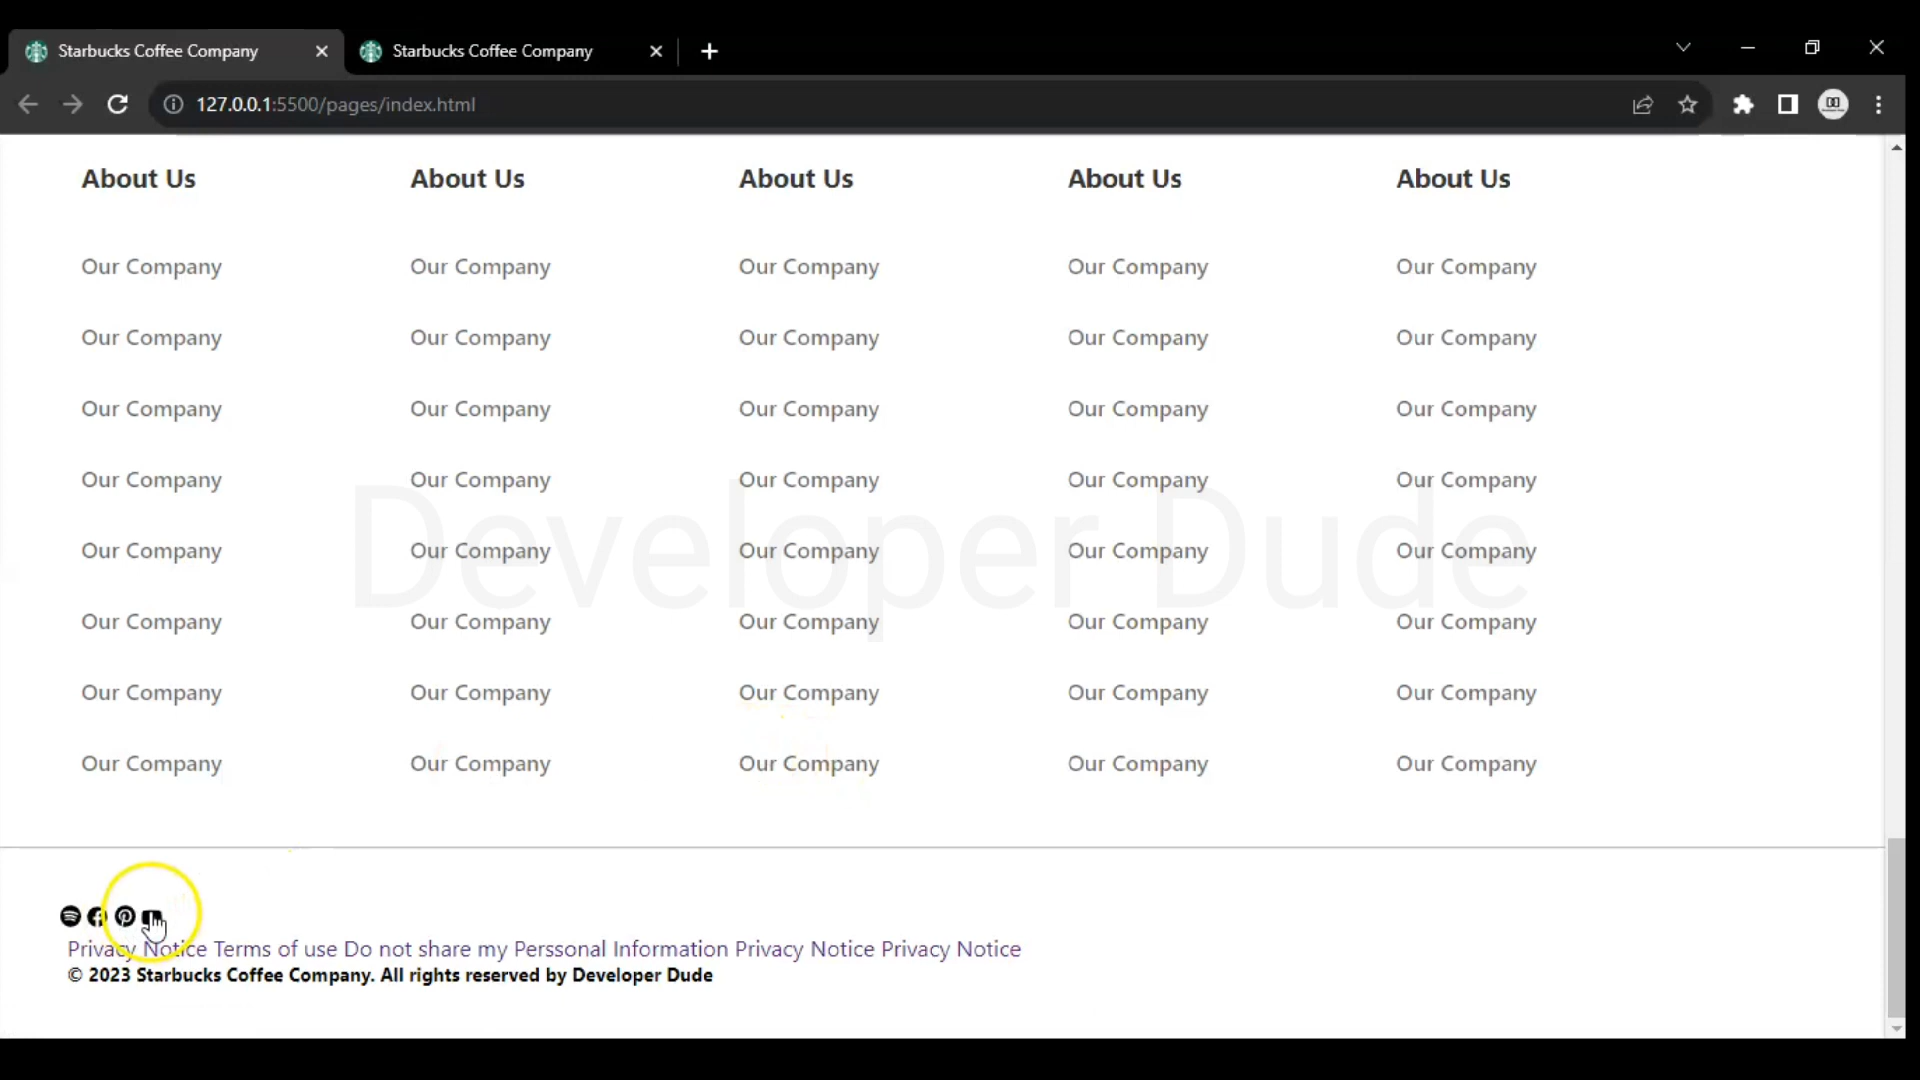 Starbucks Coffee Company Starbucks Coffee Company
127.0.0.1:5500/pages/index.html
About Us About Us About Us About Us About Us
Our Company Our Company Our Company Our Company Our Company
Our Company Our Company Our Company Our Company Our Company
Our Company Our Company Our Company Our Company Our Company
Our Company Our Company Our Company Our Company Our Company
Developer Dude
Our Company Our Company Our Company Our Company Our Company
Our Company Our Company Our Company Our Company Our Company
Our Company Our Company Our Company Our Company Our Company
Our Company Our Company Our Company Our Company Our Company
Privacy Notice Terms of use Do not share my Perssonal Information Privacy Notice Privacy Notice
© 2023 Starbucks Coffee Company. All rights reserved by Developer Dude